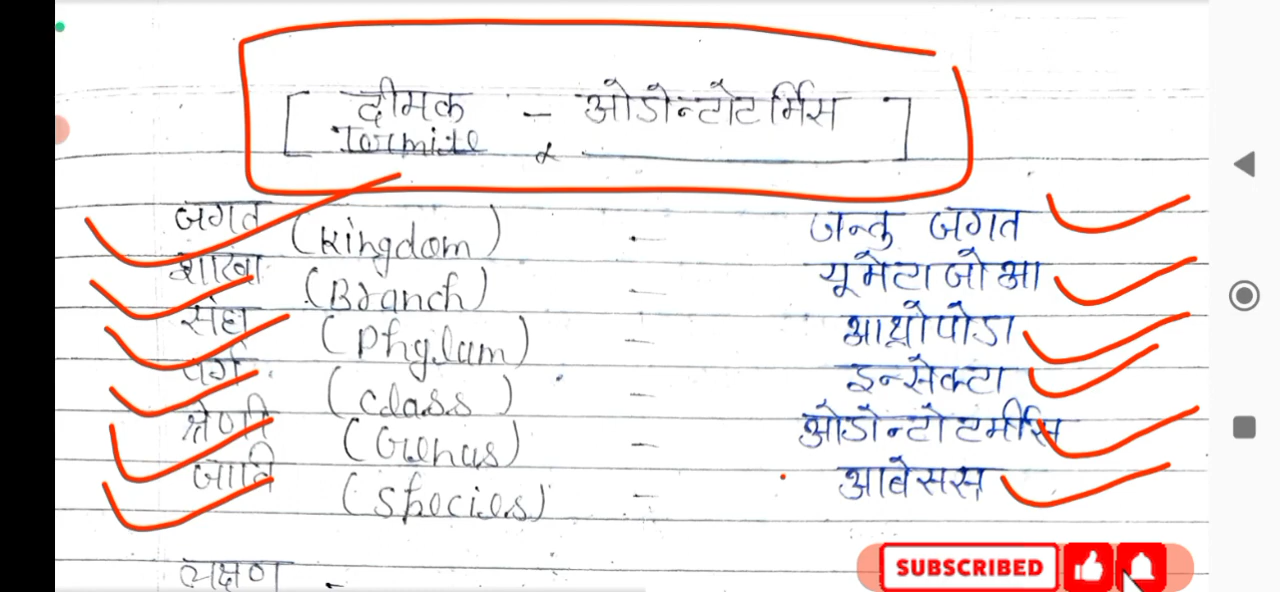 [ दीमक - ओडोन्टोटर्मिस ]
Termite
जगत (Kingdom) - जन्तु जगत
शाखा (Branch) - यूमेटाजोआ
संघ (Phylam) - आर्थ्रोपोडा
वर्ग (Class) - इन्सेक्टा
श्रेणी (Genus) - ओडोन्टोटर्मीसि
जाति (Species) - आबेसस
लक्षण -
SUBSCRIBED